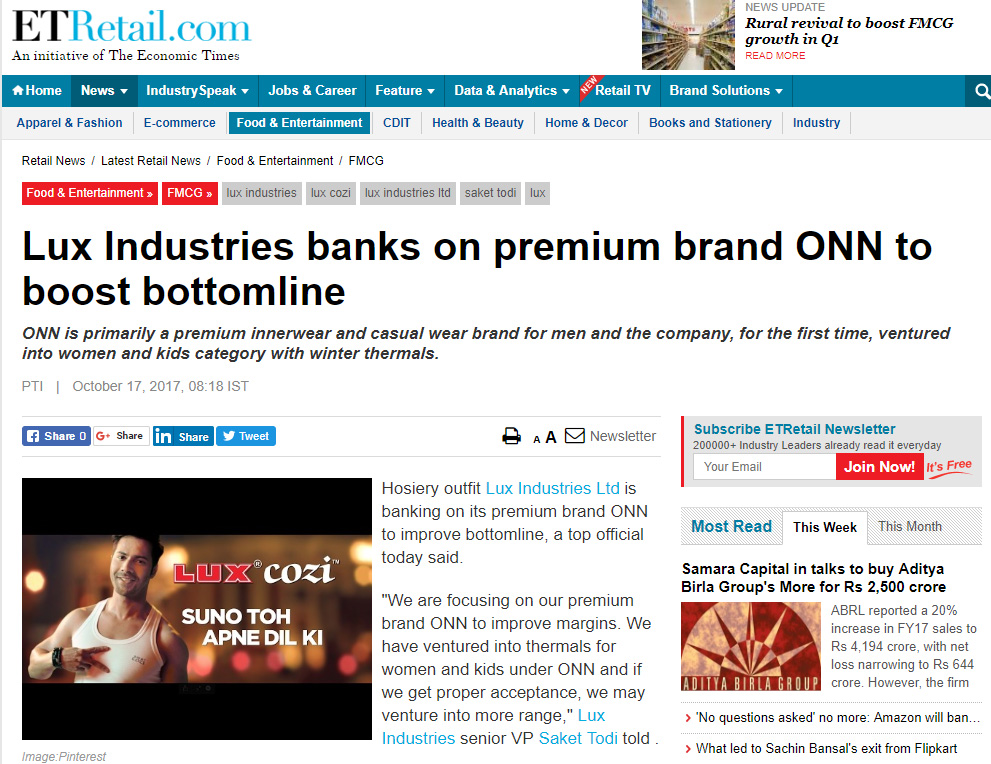 ETRetail.com
An initiative of The Economic Times
NEWS UPDATE
Rural revival to boost FMCG
growth in Q1
READ MORE
Home News IndustrySpeak Jobs & Career Feature Data & Analytics NEW Retail TV Brand Solutions
Apparel & Fashion E-commerce Food & Entertainment CDIT Health & Beauty Home & Decor Books and Stationery Industry
Retail News / Latest Retail News / Food & Entertainment / FMCG
Food & Entertainment » FMCG » lux industries lux cozi lux industries ltd saket todi lux
Lux Industries banks on premium brand ONN to
boost bottomline
ONN is primarily a premium innerwear and casual wear brand for men and the company, for the first time, ventured
into women and kids category with winter thermals.
PTI | October 17, 2017, 08:18 IST
Share 0 G+ Share in Share Tweet A A Newsletter
LUX® cozi™
SUNO TOH
APNE DIL KI
Image:Pinterest
Hosiery outfit Lux Industries Ltd is
banking on its premium brand ONN
to improve bottomline, a top official
today said.
"We are focusing on our premium
brand ONN to improve margins. We
have ventured into thermals for
women and kids under ONN and if
we get proper acceptance, we may
venture into more range," Lux
Industries senior VP Saket Todi told .
Subscribe ETRetail Newsletter
200000+ Industry Leaders already read it everyday
Your Email Join Now! It's Free
Most Read This Week This Month
Samara Capital in talks to buy Aditya
Birla Group's More for Rs 2,500 crore
ADITYA BIRLA GROUP
ABRL reported a 20%
increase in FY17 sales to
Rs 4,194 crore, with net
loss narrowing to Rs 644
crore. However, the firm
'No questions asked' no more: Amazon will ban...
What led to Sachin Bansal's exit from Flipkart